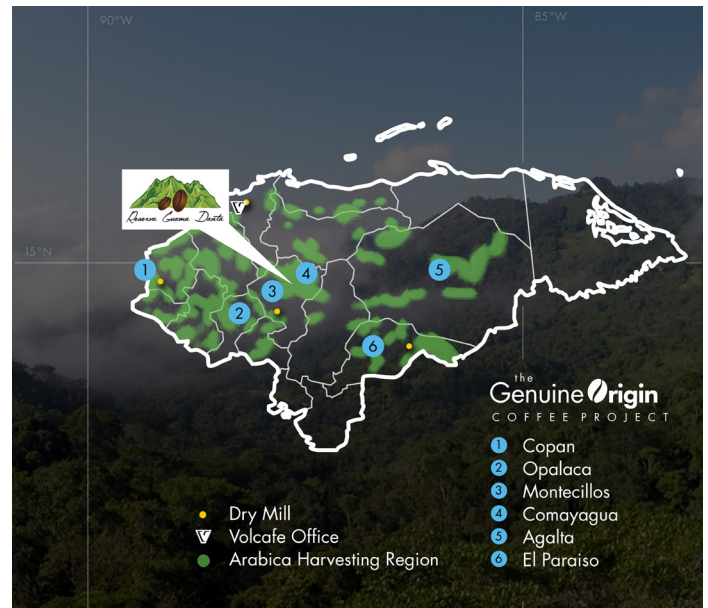 90°W
85°W
Reserva Guama Danta
V
15°N
1
4
5
3
2
6
the
Genuine Origin
COFFEE PROJECT
1 Copan
2 Opalaca
3 Montecillos
4 Comayagua
5 Agalta
6 El Paraiso
Dry Mill
V Volcafe Office
Arabica Harvesting Region